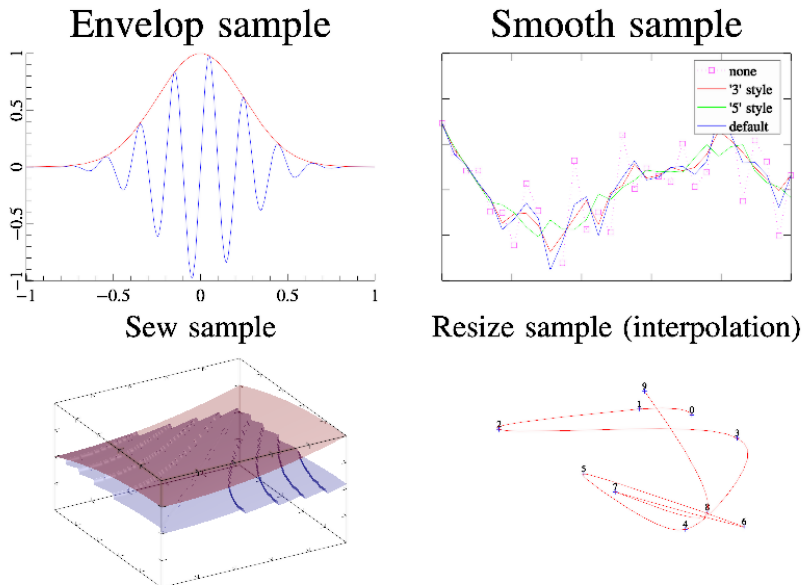 Envelop sample
Smooth sample
1
0.5
0
−0.5
−1
−1
−0.5
0
0.5
1
none
'3' style
'5' style
default
Sew sample
Resize sample (interpolation)
9
1
0
2
3
5
7
8
4
6